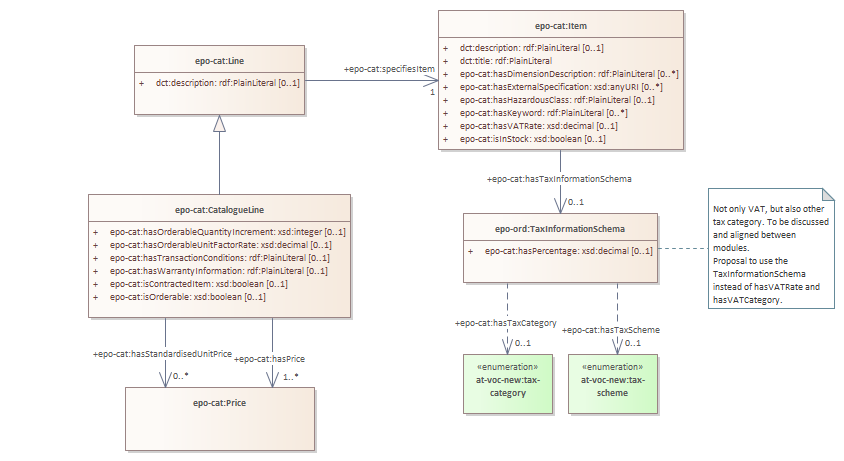 epo-cat:Item
+ dct:description: rdf:PlainLiteral [0..1]
+ dct:title: rdf:PlainLiteral
+ epo-cat:hasDimensionDescription: rdf:PlainLiteral [0..*]
+ epo-cat:hasExternalSpecification: xsd:anyURI [0..*]
+ epo-cat:hasHazardousClass: rdf:PlainLiteral [0..1]
+ epo-cat:hasKeyword: rdf:PlainLiteral [0..*]
+ epo-cat:hasVATRate: xsd:decimal [0..1]
+ epo-cat:isInStock: xsd:boolean [0..1]
epo-cat:Line
+ dct:description: rdf:PlainLiteral [0..1]
+epo-cat:specifiesItem
1
+epo-cat:hasTaxInformationSchema
0..1
epo-cat:CatalogueLine
+ epo-cat:hasOrderableQuantityIncrement: xsd:integer [0..1]
+ epo-cat:hasOrderableUnitFactorRate: xsd:decimal [0..1]
+ epo-cat:hasTransactionConditions: rdf:PlainLiteral [0..1]
+ epo-cat:hasWarrantyInformation: rdf:PlainLiteral [0..1]
+ epo-cat:isContractedItem: xsd:boolean [0..1]
+ epo-cat:isOrderable: xsd:boolean [0..1]
epo-ord:TaxInformationSchema
+ epo-cat:hasPercentage: xsd:decimal [0..1]
Not only VAT, but also other
tax category. To be discussed
and aligned between
modules.
Proposal to use the
TaxInformationSchema
instead of hasVATRate and
hasVATCategory.
+epo-cat:hasTaxCategory
0..1
+epo-cat:hasTaxScheme
0..1
+epo-cat:hasStandardisedUnitPrice
0..*
+epo-cat:hasPrice
1..*
«enumeration»
at-voc-new:tax-
category
«enumeration»
at-voc-new:tax-
scheme
epo-cat:Price